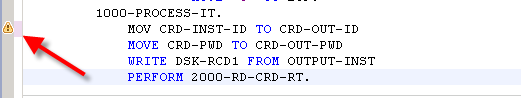 1000-PROCESS-IT.
MOV CRD-INST-ID TO CRD-OUT-ID
MOVE CRD-PWD TO CRD-OUT-PWD
WRITE DSK-RCD1 FROM OUTPUT-INST
PERFORM 2000-RD-CRD-RT.